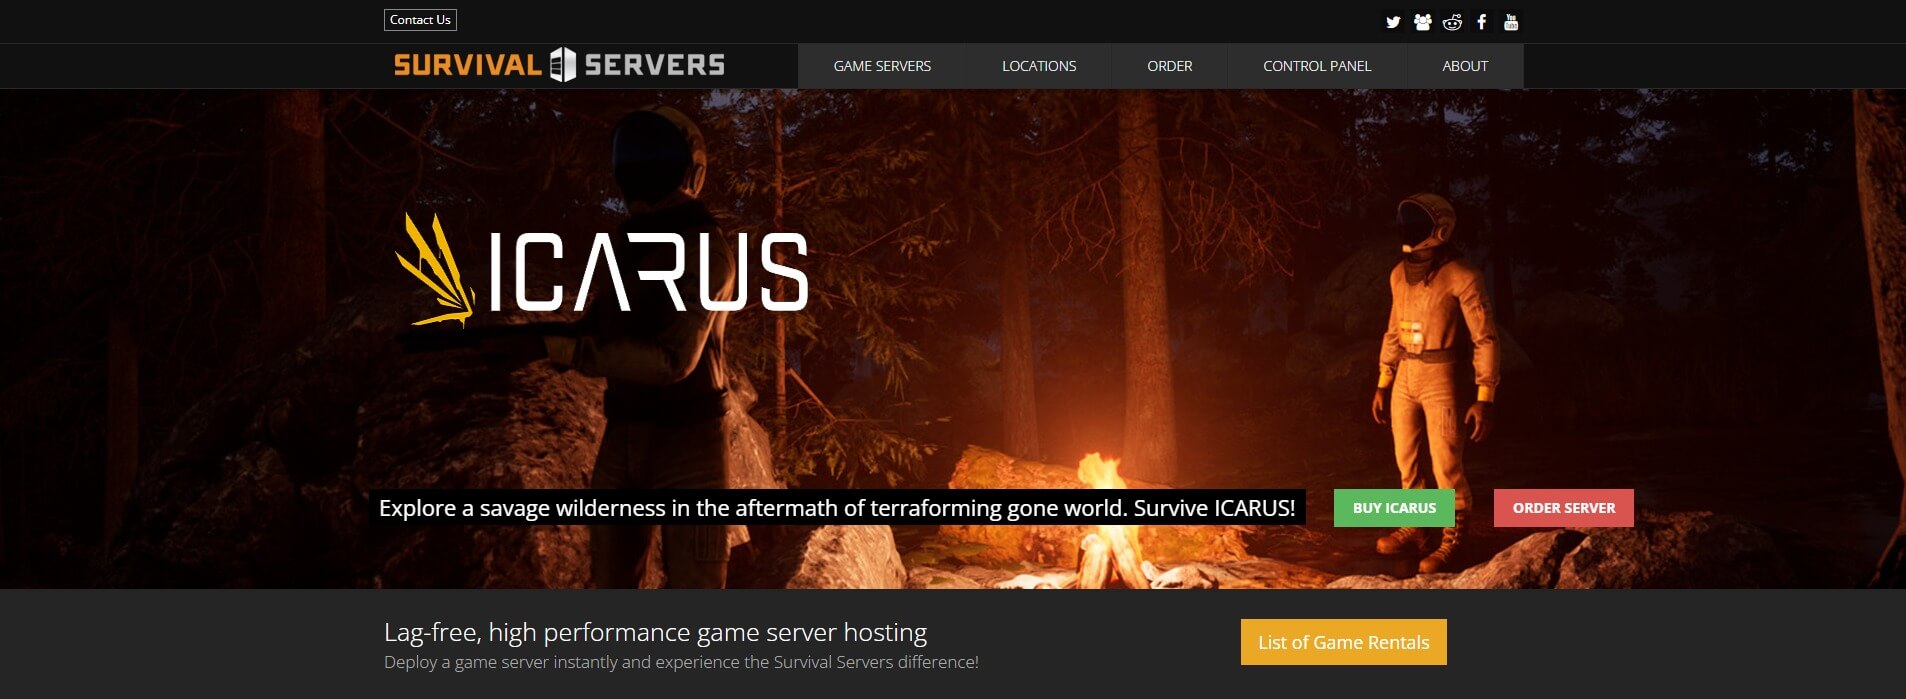 Contact Us
SURVIVAL SERVERS
GAME SERVERS
LOCATIONS
ORDER
CONTROL PANEL
ABOUT
ICARUS
Explore a savage wilderness in the aftermath of terraforming gone world. Survive ICARUS!
BUY ICARUS
ORDER SERVER
Lag-free, high performance game server hosting
Deploy a game server instantly and experience the Survival Servers difference!
List of Game Rentals